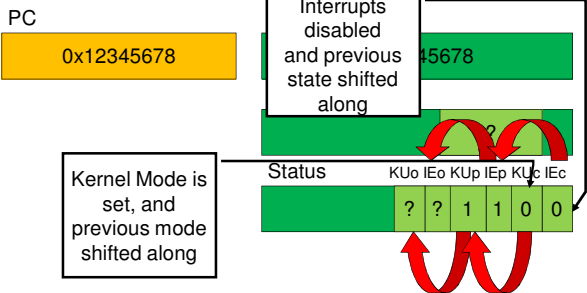 PC
0x12345678
Interrupts
disabled
and previous
state shifted
along
45678
?
Kernel Mode is
set, and
previous mode
shifted along
Status
KUo IEo KUp IEp KUc IEc
? ? 1 1 0 0